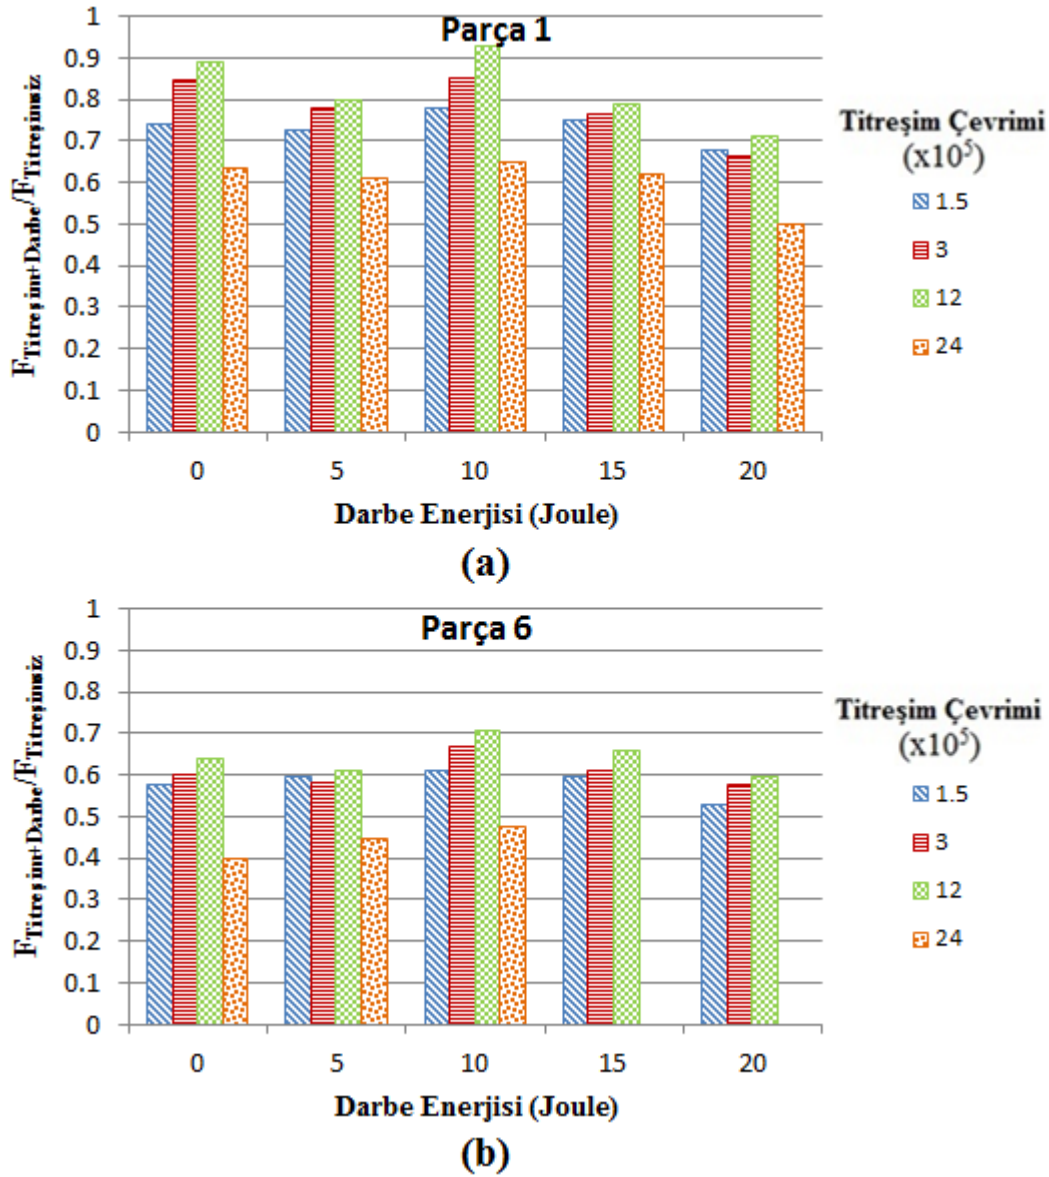 Parça 1
F Titreşim+Darbe/F Titreşimsiz
1
0.9
0.8
0.7
0.6
0.5
0.4
0.3
0.2
0.1
0
0 5 10 15 20
Darbe Enerjisi (Joule)
Titreşim Çevrimi
(x10⁵)
1.5
3
12
24
(a)
Parça 6
F Titreşim+Darbe/F Titreşimsiz
1
0.9
0.8
0.7
0.6
0.5
0.4
0.3
0.2
0.1
0
0 5 10 15 20
Darbe Enerjisi (Joule)
Titreşim Çevrimi
(x10⁵)
1.5
3
12
24
(b)